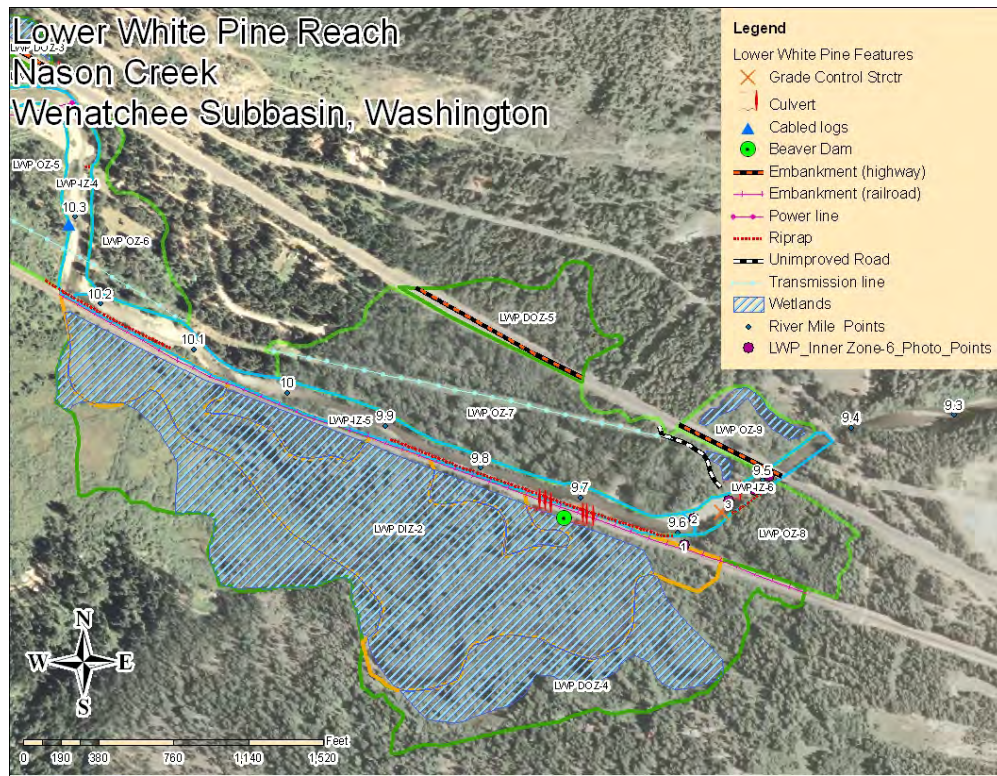 Lower White Pine Reach
Nason Creek
Wenatchee Subbasin, Washington
Legend
Lower White Pine Features
Grade Control Strctr
Culvert
Cabled logs
Beaver Dam
Embankment (highway)
Embankment (railroad)
Power line
Riprap
Unimproved Road
Transmission line
Wetlands
River Mile Points
LWP_Inner Zone-6_Photo_Points
LWP DOZ-3
LWP OZ-5
LWP-IZ-4
10.3
LWP OZ-6
10.2
10.1
10
LWP DOZ-5
LWP-IZ-5
9.9
LWP OZ-7
LWP OZ-9
9.4
9.3
9.8
9.7
9.5
LWP-IZ-6
3
9.6
2
1
LWP OZ-8
LWP DIZ-2
LWP DOZ-4
N
W
E
S
Feet
0 190 380 760 1,140 1,520